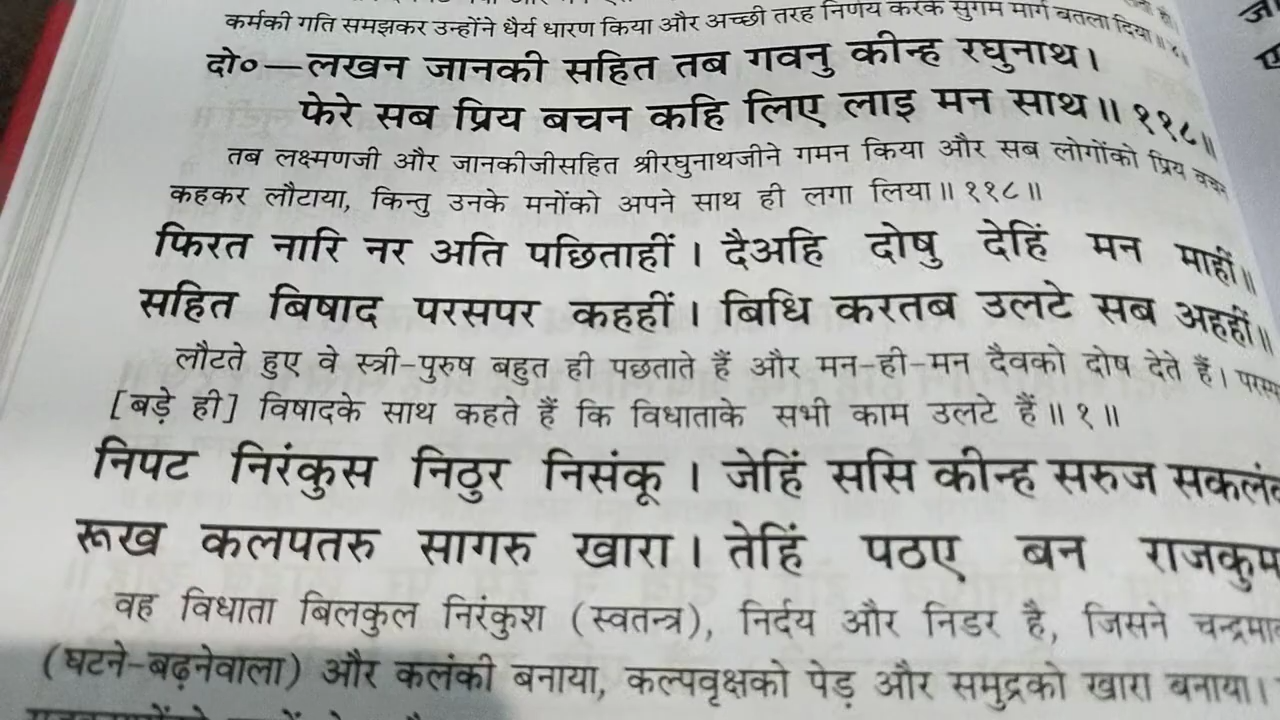 कर्मकी गति समझकर उन्होंने धैर्य धारण किया और अच्छी तरह निर्णय करके सुगम मार्ग बतला दिया॥
दो०—लखन जानकी सहित तब गवनु कीन्ह रघुनाथ।
फेरे सब प्रिय बचन कहि लिए लाइ मन साथ॥ ११८॥
तब लक्ष्मणजी और जानकीजीसहित श्रीरघुनाथजीने गमन किया और सब लोगोंको प्रिय वचन
कहकर लौटाया, किन्तु उनके मनोंको अपने साथ ही लगा लिया॥ ११८॥
फिरत नारि नर अति पछिताहीं। दैअहि दोषु देहिं मन माहीं॥
सहित बिषाद परसपर कहहीं। बिधि करतब उलटे सब अहहीं॥
लौटते हुए वे स्त्री-पुरुष बहुत ही पछताते हैं और मन-ही-मन दैवको दोष देते हैं।
[बड़े ही] विषादके साथ कहते हैं कि विधाताके सभी काम उलटे हैं॥ १॥
निपट निरंकुस निठुर निसंकू। जेहिं ससि कीन्ह सरुज
रूख कलपतरु सागरु खारा। तेहिं पठए बन
वह विधाता बिलकुल निरंकुश (स्वतन्त्र), निर्दय और निडर है, जिसने
(घटने-बढ़नेवाला) और कलंकी बनाया, कल्पवृक्षको पेड़ और समुद्रको खारा बनाया।